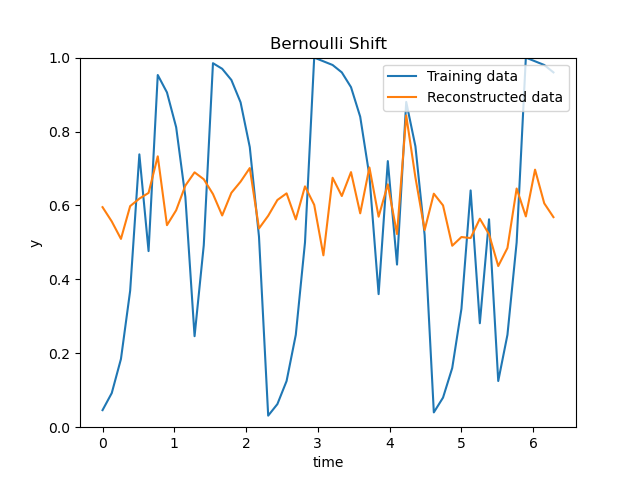 Bernoulli Shift
Training data
Reconstructed data
y
1.0
0.8
0.6
0.4
0.2
0.0
0 1 2 3 4 5 6
time